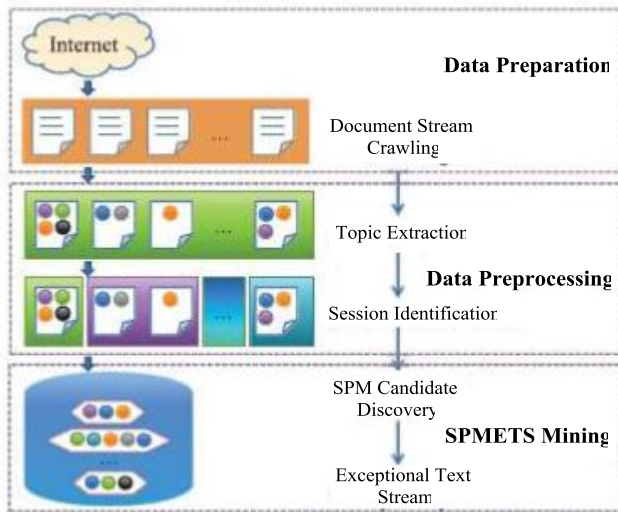 Internet
Data Preparation
...
Document Stream
Crawling
...
Topic Extraction
Data Preprocessing
...
Session Identification
SPM Candidate
Discovery
SPMETS Mining
...
Exceptional Text
Stream